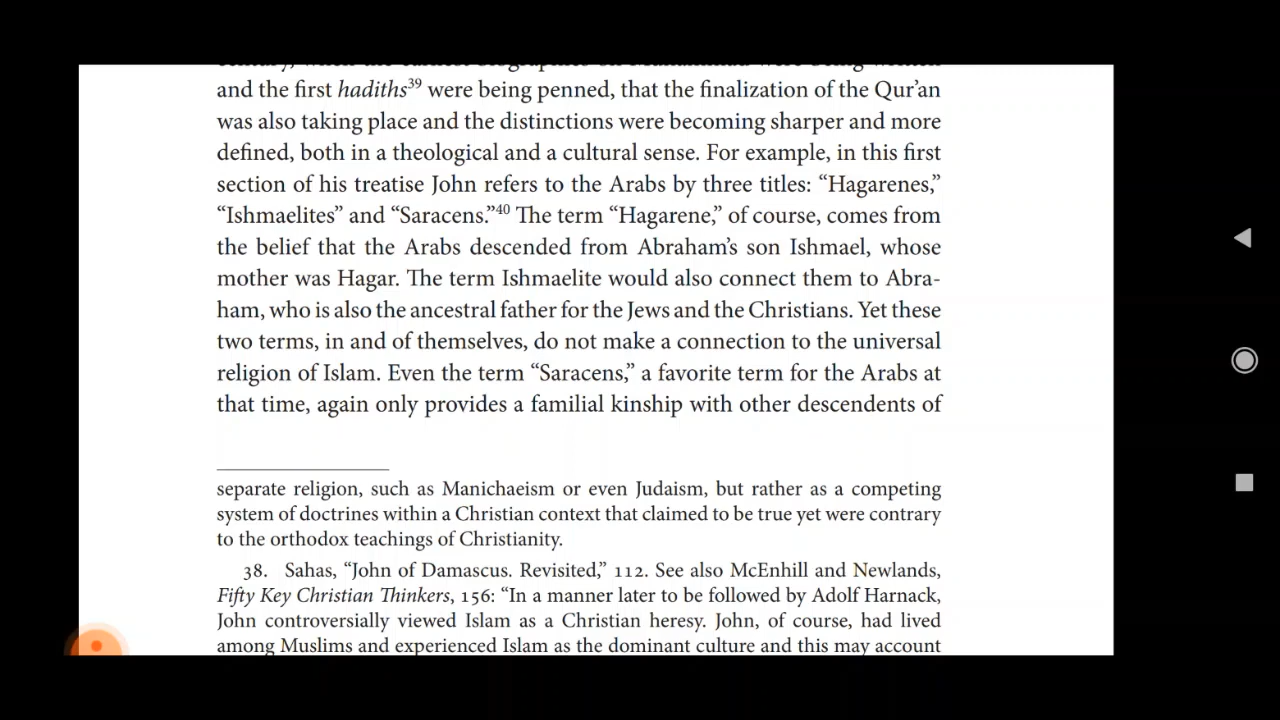 and the first hadiths39 were being penned, that the finalization of the Qur’an
was also taking place and the distinctions were becoming sharper and more
defined, both in a theological and a cultural sense. For example, in this first
section of his treatise John refers to the Arabs by three titles: “Hagarenes,”
“Ishmaelites” and “Saracens.”40 The term “Hagarene,” of course, comes from
the belief that the Arabs descended from Abraham’s son Ishmael, whose
mother was Hagar. The term Ishmaelite would also connect them to Abra-
ham, who is also the ancestral father for the Jews and the Christians. Yet these
two terms, in and of themselves, do not make a connection to the universal
religion of Islam. Even the term “Saracens,” a favorite term for the Arabs at
that time, again only provides a familial kinship with other descendents of
separate religion, such as Manichaeism or even Judaism, but rather as a competing
system of doctrines within a Christian context that claimed to be true yet were contrary
to the orthodox teachings of Christianity.
38. Sahas, “John of Damascus. Revisited,” 112. See also McEnhill and Newlands,
Fifty Key Christian Thinkers, 156: “In a manner later to be followed by Adolf Harnack,
John controversially viewed Islam as a Christian heresy. John, of course, had lived
among Muslims and experienced Islam as the dominant culture and this may account